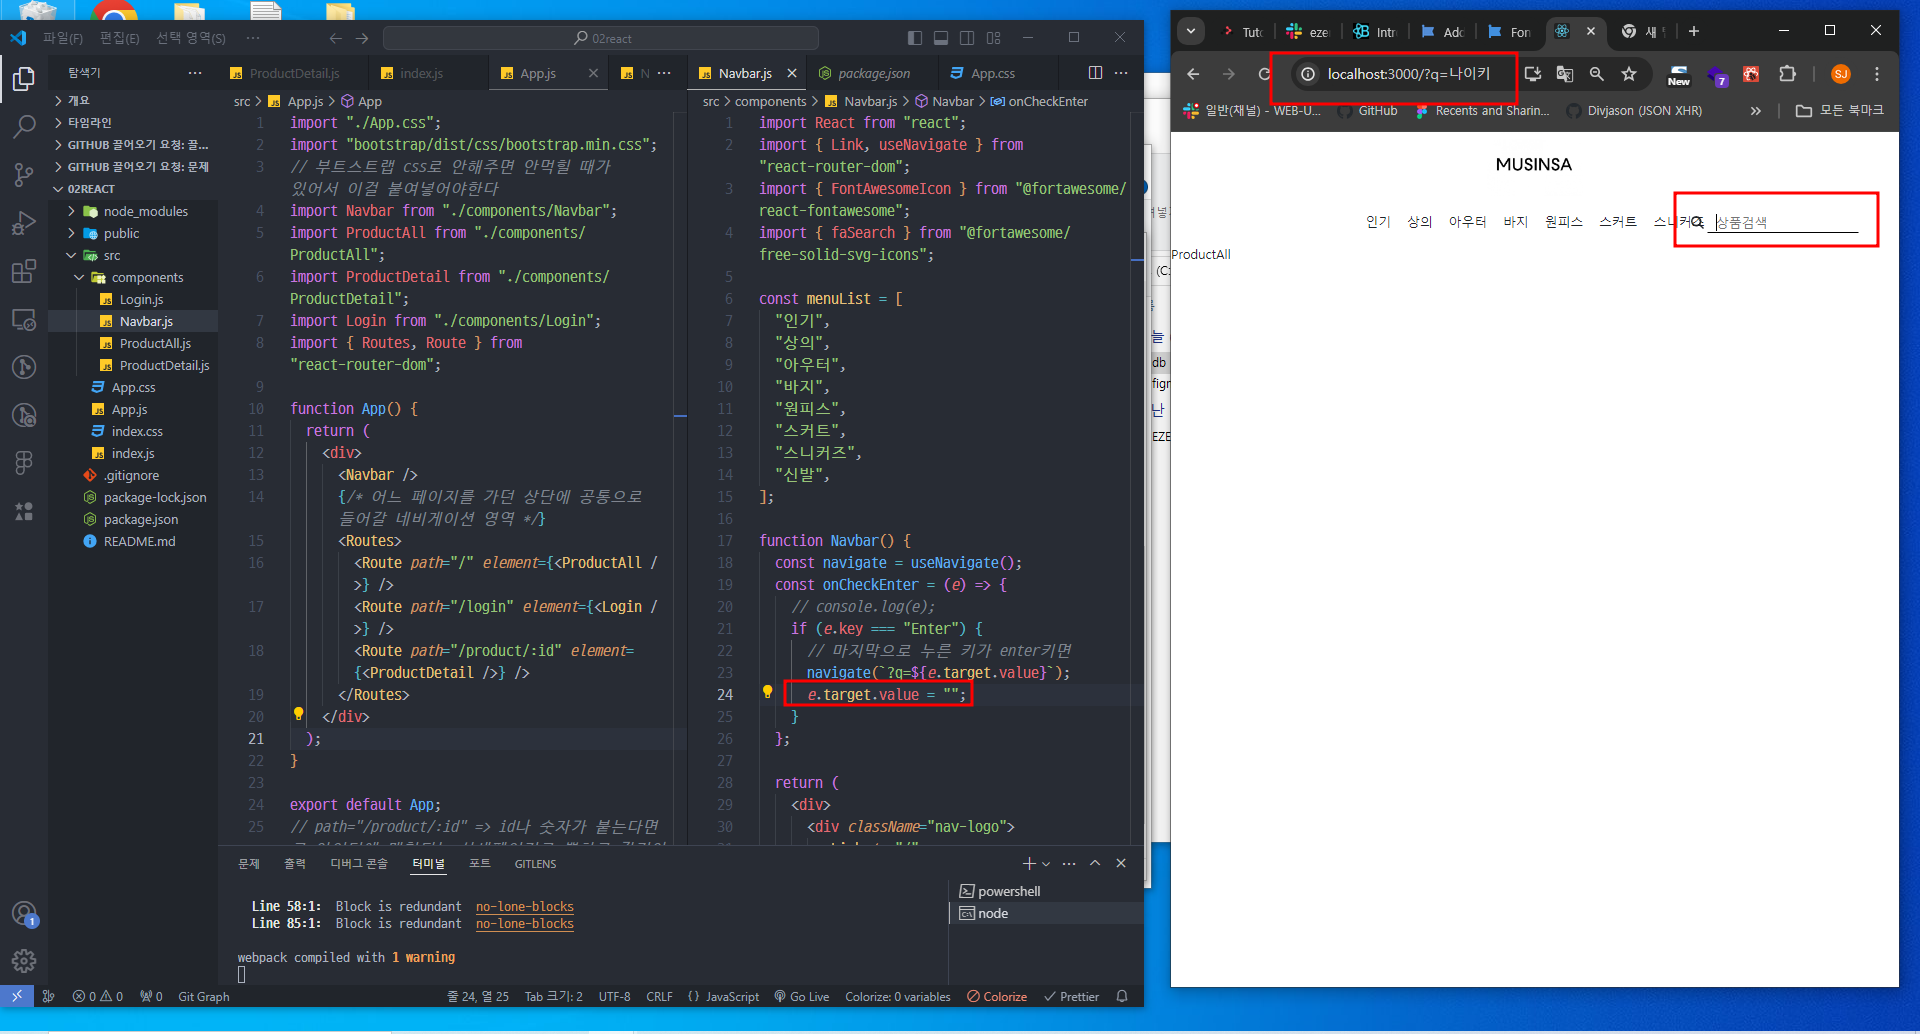 파일(F) 편집(E) 선택 영역(S) ··· 02react
탐색기 ···
개요
타임라인
GITHUB 끌어오기 요청: 끌...
GITHUB 끌어오기 요청: 문제
02REACT
node_modules
public
src
components
Login.js
Navbar.js
ProductAll.js
ProductDetail.js
App.css
App.js
index.css
index.js
.gitignore
package-lock.json
package.json
README.md
ProductDetail.js index.js App.js N ···
src > App.js > App
1 import "./App.css";
2 import "bootstrap/dist/css/bootstrap.min.css";
3 // 부트스트랩 css로 안해주면 안먹힐 때가
있어서 이걸 붙여넣어야한다
4 import Navbar from "./components/Navbar";
5 import ProductAll from "./components/
ProductAll";
6 import ProductDetail from "./components/
ProductDetail";
7 import Login from "./components/Login";
8 import { Routes, Route } from
"react-router-dom";
9
10 function App() {
11 return (
12 <div>
13 <Navbar />
14 {/* 어느 페이지를 가던 상단에 공통으로
들어갈 네비게이션 영역 */}
15 <Routes>
16 <Route path="/" element={<ProductAll /
>} />
17 <Route path="/login" element={<Login /
>} />
18 <Route path="/product/:id" element=
{<ProductDetail />} />
19 </Routes>
20 </div>
21 );
22 }
23
24 export default App;
25 // path="/product/:id" => id나 숫자가 붙는다면
Navbar.js package.json App.css ···
src > components > Navbar.js > Navbar > onCheckEnter
1 import React from "react";
2 import { Link, useNavigate } from
"react-router-dom";
3 import { FontAwesomeIcon } from "@fortawesome/
react-fontawesome";
4 import { faSearch } from "@fortawesome/
free-solid-svg-icons";
5
6 const menuList = [
7 "인기",
8 "상의",
9 "아우터",
10 "바지",
11 "원피스",
12 "스커트",
13 "스니커즈",
14 "신발",
15 ];
16
17 function Navbar() {
18 const navigate = useNavigate();
19 const onCheckEnter = (e) => {
20 // console.log(e);
21 if (e.key === "Enter") {
22 // 마지막으로 누른 키가 enter키면
23 navigate(`?q=${e.target.value}`);
24 e.target.value = "";
25 }
26 };
27
28 return (
29 <div>
30 <div className="nav-logo">
문제 출력 디버그 콘솔 터미널 포트 GITLENS
Line 58:1: Block is redundant no-lone-blocks
Line 85:1: Block is redundant no-lone-blocks
webpack compiled with 1 warning
powershell
node
1
0 0 0 Git Graph 줄 24, 열 25 Tab 크기: 2 UTF-8 CRLF {} JavaScript Go Live Colorize: 0 variables Colorize Prettier
(C:
늘
db
figr
난
EZE
Tuto eze Intr Add Fon 새
localhost:3000/?q=나이키 New 7 SJ
일반(채널) - WEB-U... GitHub Recents and Sharin... Divjason (JSON XHR) » 모든 북마크
MUSINSA
인기 상의 아우터 바지 원피스 스커트 스니커즈 상품검색
ProductAll